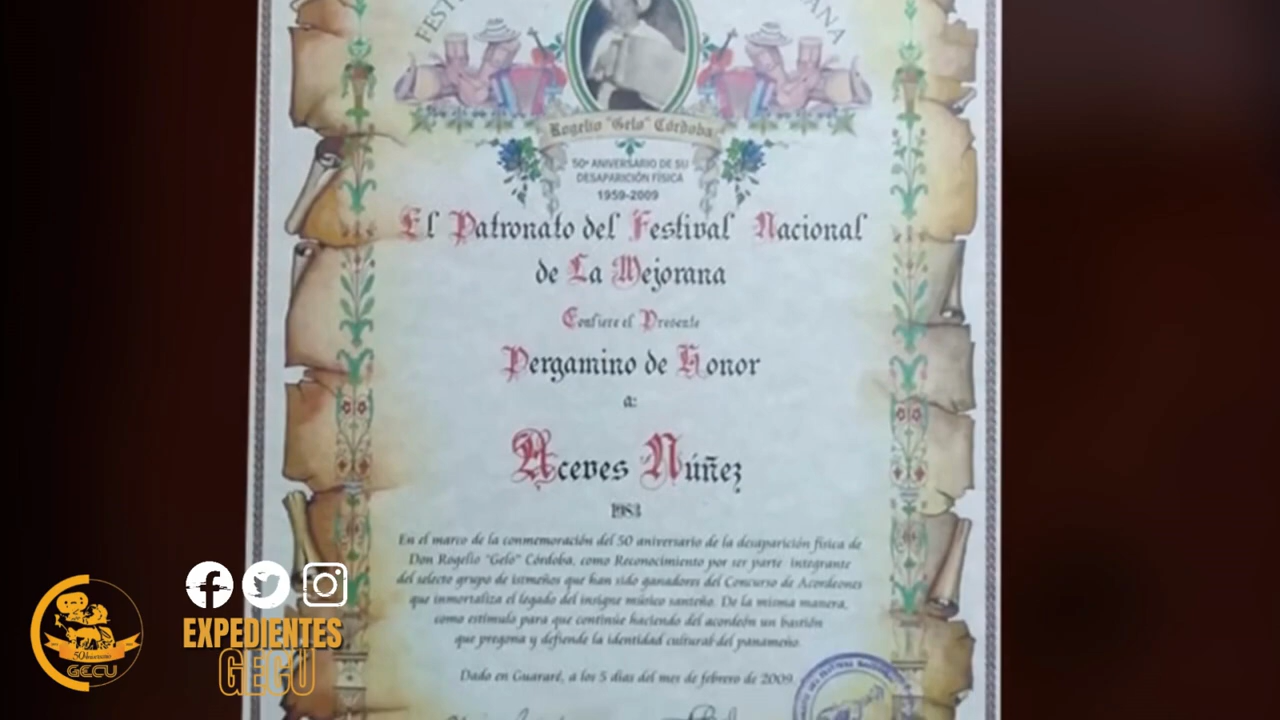 FEST
ANA
Rogelio "Gelo" Córdoba
50º ANIVERSARIO DE SU
DESAPARICIÓN FÍSICA
1959-2009
El Patronato del Festival Nacional
de La Mejorana
Confiere el Presente
Pergamino de Honor
a:
Aceves Núñez
1983
En el marco de la conmemoración del 50 aniversario de la desaparición física de
Don Rogelio "Gelo" Córdoba, como Reconocimiento por ser parte integrante
del selecto grupo de istmeños que han sido ganadores del Concurso de Acordeones
que inmortaliza el legado del insigne músico santeño. De la misma manera,
como estímulo para que continúe haciendo del acordeón un bastión
que pregona y defiende la identidad cultural del panameño.
Dado en Guararé, a los 5 días del mes de febrero de 2009.
50 Aniversario
GECU
EXPEDIENTES
GECU